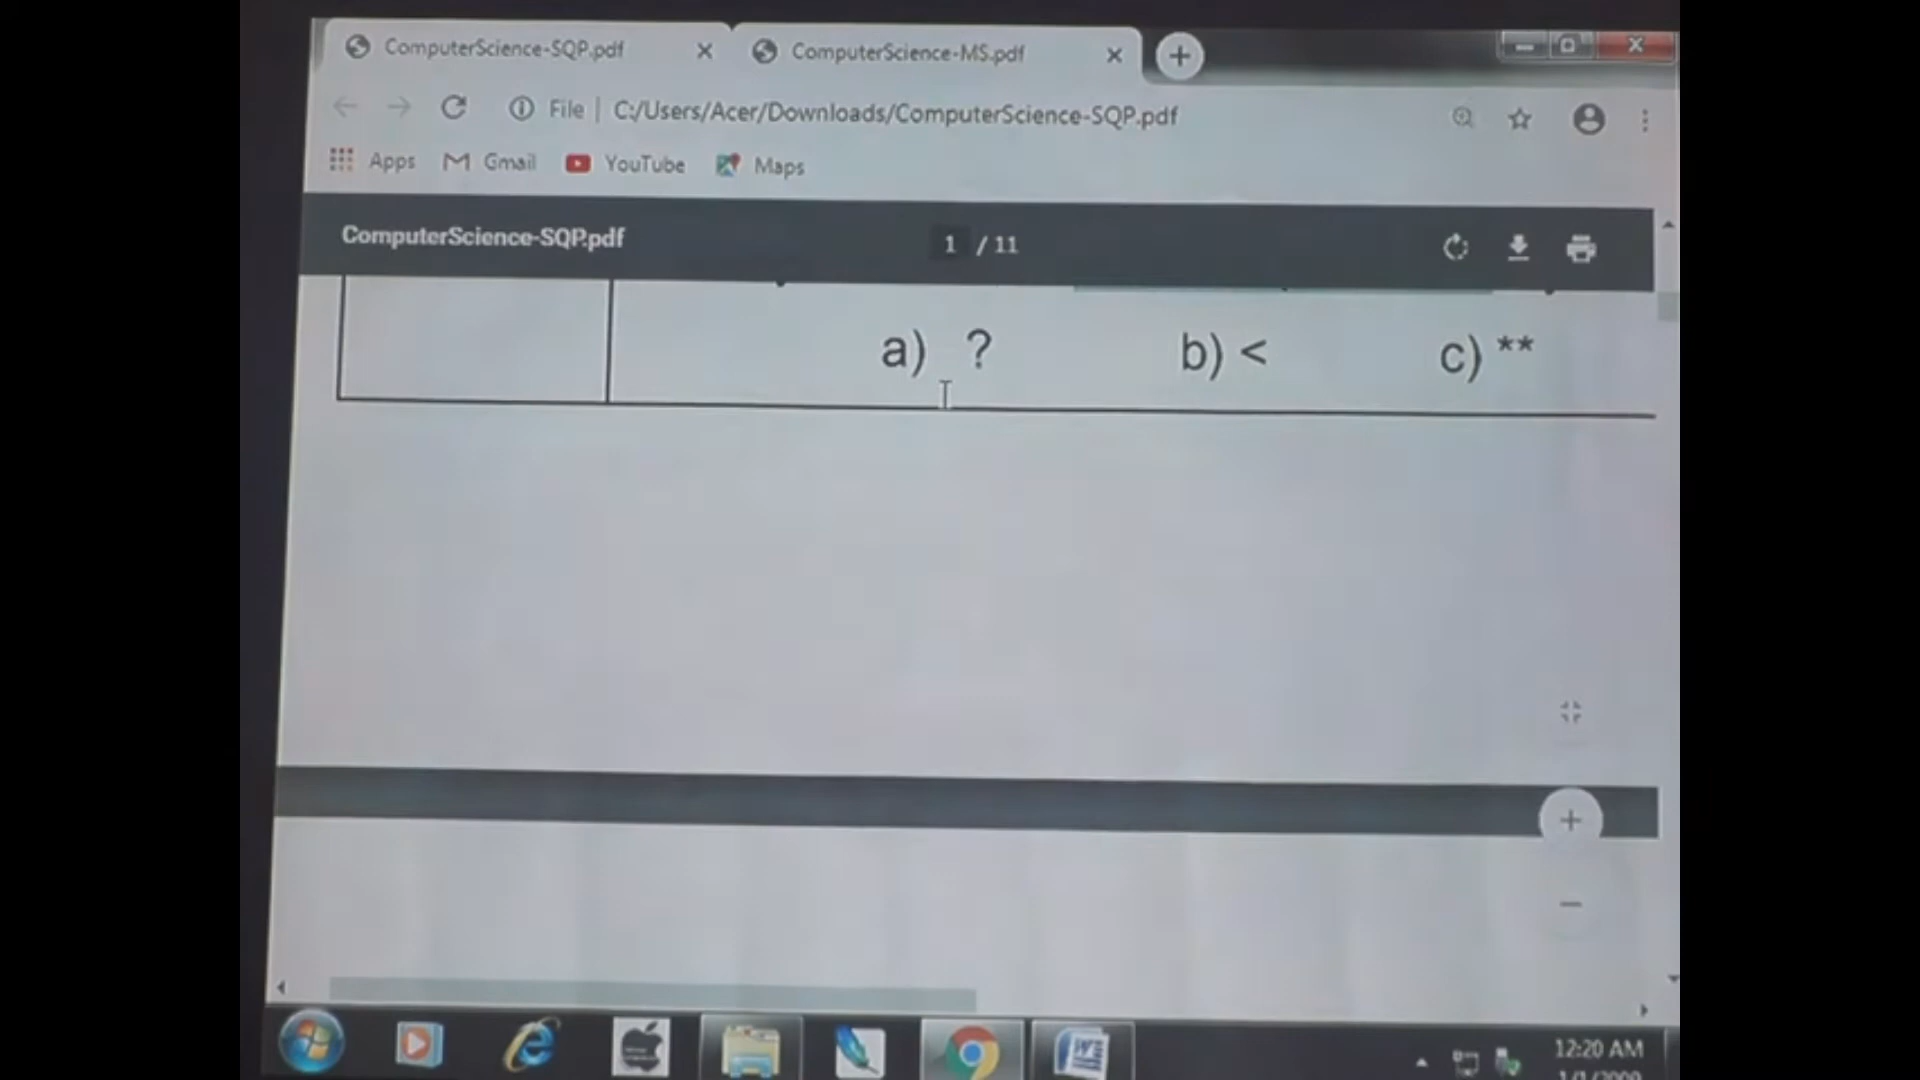 ComputerScience-SQP.pdf
ComputerScience-MS.pdf
File | C:/Users/Acer/Downloads/ComputerScience-SQP.pdf
Apps Gmail YouTube Maps
ComputerScience-SQP.pdf 1 / 11
a) ? b) < c) **
12:20 AM